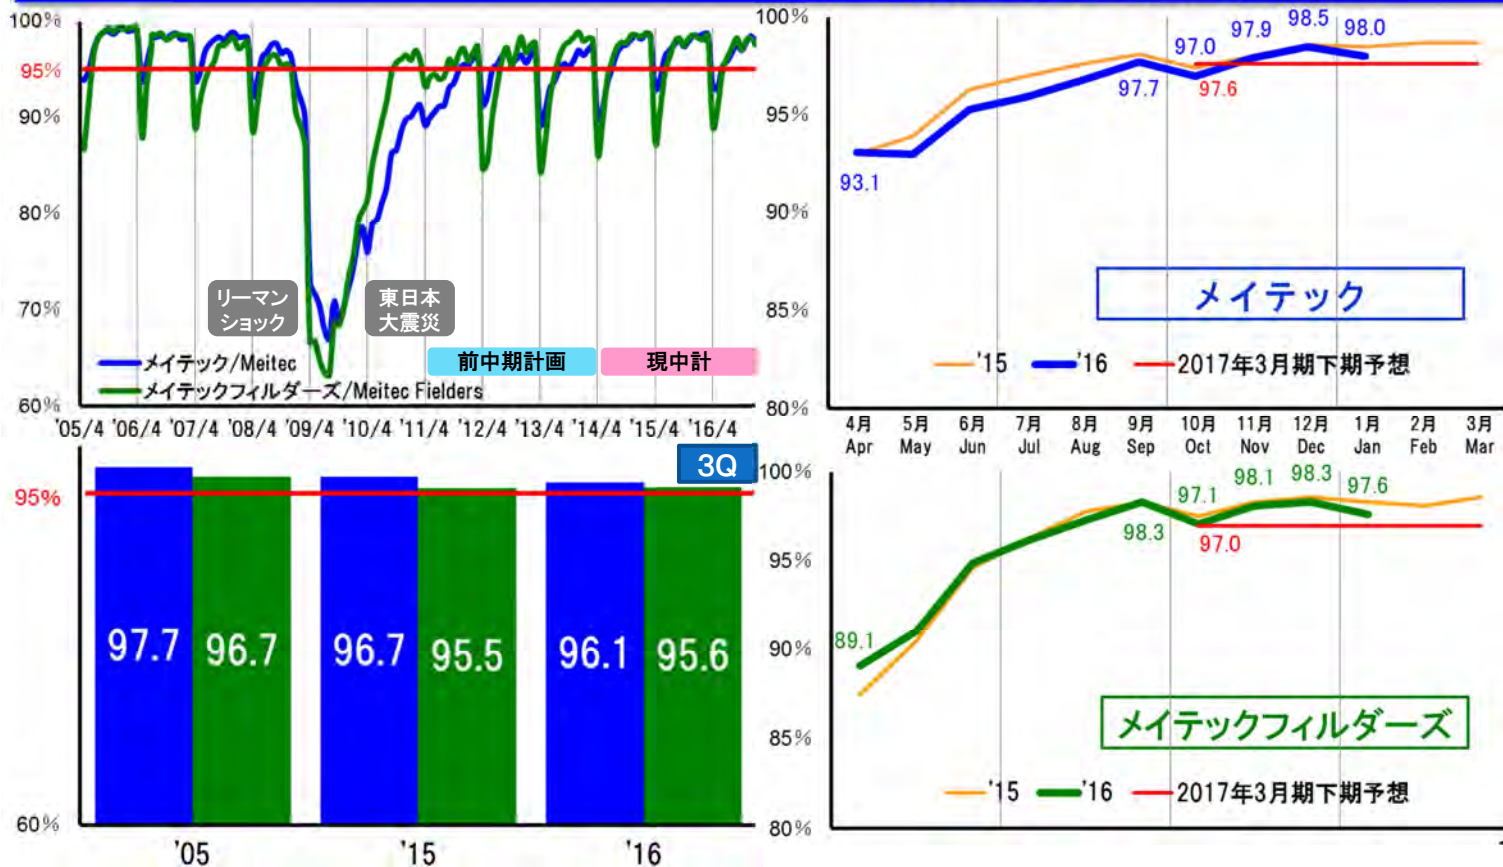 100%
95%
90%
80%
70%
60%
リーマン
ショック
東日本
大震災
前中期計画
現中計
メイテック/Meitec
メイテックフィルダーズ/Meitec Fielders
'05/4 '06/4 '07/4 '08/4 '09/4 '10/4 '11/4 '12/4 '13/4 '14/4 '15/4 '16/4
100%
95%
90%
85%
80%
93.1
97.7
97.0
97.6
97.9
98.5
98.0
メイテック
'15 '16 2017年3月期下期予想
4月 5月 6月 7月 8月 9月 10月 11月 12月 1月 2月 3月
Apr May Jun Jul Aug Sep Oct Nov Dec Jan Feb Mar
3Q
95%
60%
97.7 96.7 96.7 95.5 96.1 95.6
'05 '15 '16
100%
95%
90%
85%
80%
89.1
98.3
97.1
97.0
98.1
98.3
97.6
メイテックフィルダーズ
'15 '16 2017年3月期下期予想